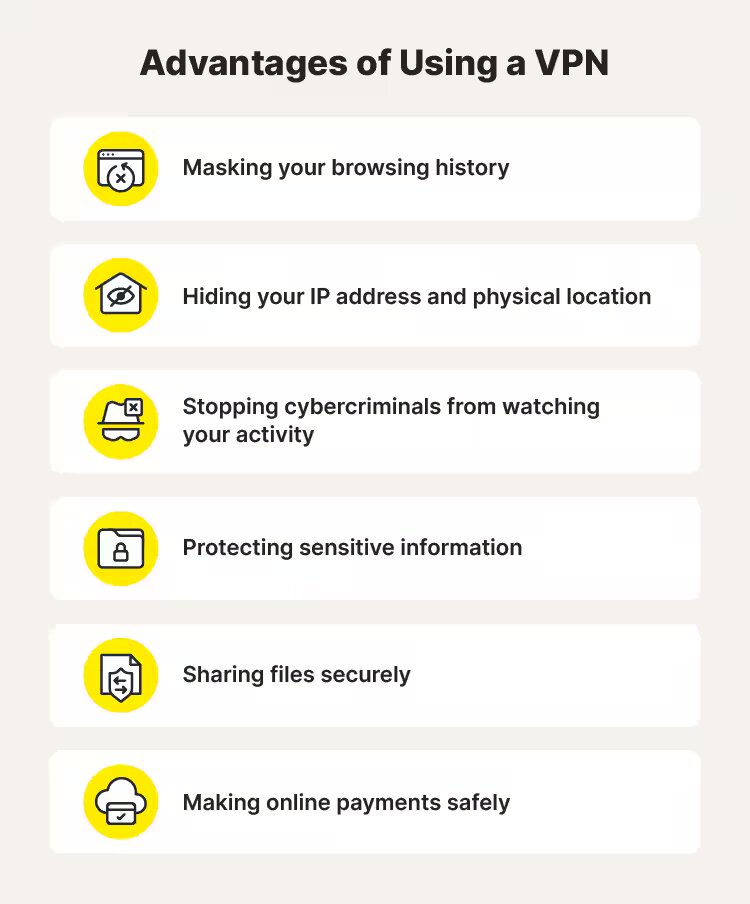 Advantages of Using a VPN
Masking your browsing history
Hiding your IP address and physical location
Stopping cybercriminals from watching
your activity
Protecting sensitive information
Sharing files securely
Making online payments safely